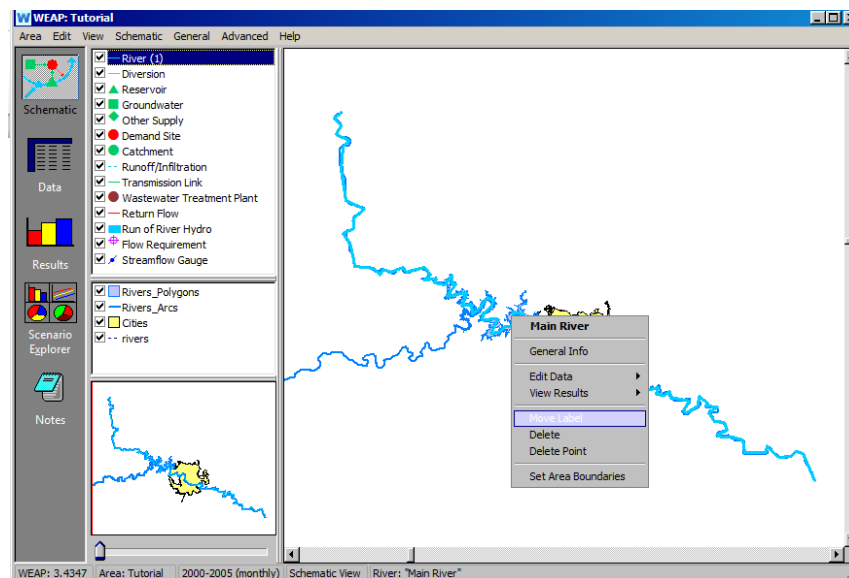 WEAP: Tutorial
Area Edit View Schematic General Advanced Help
Schematic
Data
Results
Scenario
Explorer
Notes
River (1)
Diversion
Reservoir
Groundwater
Other Supply
Demand Site
Catchment
Runoff/Infiltration
Transmission Link
Wastewater Treatment Plant
Return Flow
Run of River Hydro
Flow Requirement
Streamflow Gauge
Rivers_Polygons
Rivers_Arcs
Cities
rivers
Main River
General Info
Edit Data
View Results
Move Label
Delete
Delete Point
Set Area Boundaries
WEAP: 3.4347 Area: Tutorial 2000-2005 (monthly) Schematic View River: "Main River"